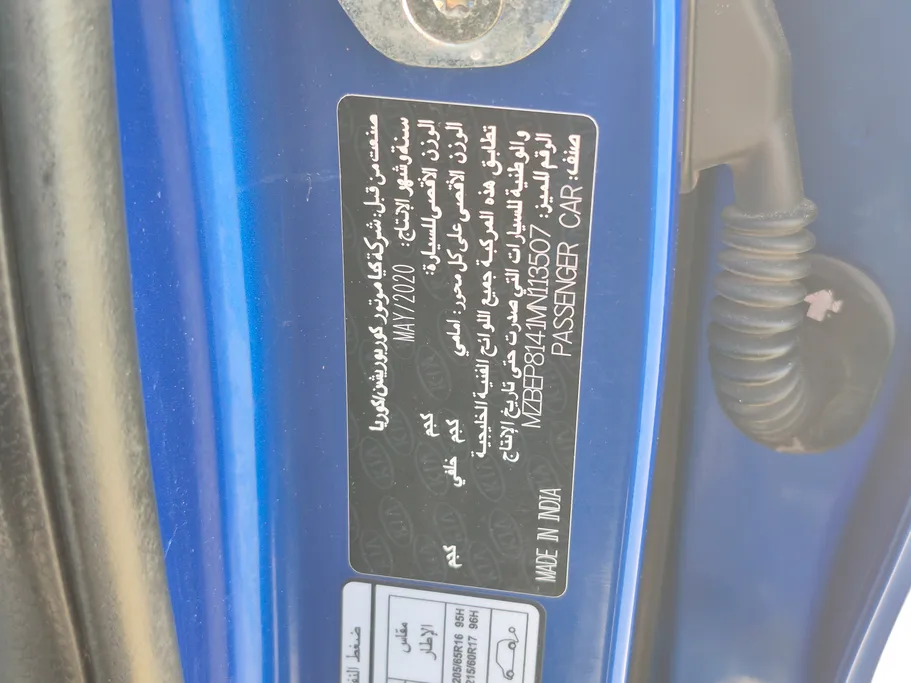 صنعت من قبل: شركة كيا موتورز كوربوريشن/كوريا
سنة وشهر الإنتاج: MAY/2020
الوزن الأقصى للسيارة: كجم
الوزن الأقصى على كل محور: أمامي كجم خلفي كجم
تطابق هذه المركبة جميع اللوائح الفنية الخليجية
والوطنية للسيارات التي صدرت حتى تاريخ الإنتاج
الرقم المميز: MZBEP8141MN113507
صنف: PASSENGER CAR
MADE IN INDIA
ضغط
مقاس
الإطار
205/65R16 95H
215/60R17 96H